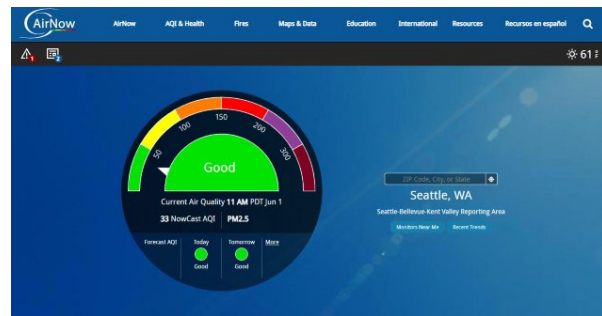 AirNow
AirNow AQI & Health Fires Maps & Data Education International Resources Recursos en español
1 2 61 °F
50 100 150 200 300
Good
Current Air Quality 11 AM PDT Jun 1
33 NowCast AQI PM2.5
Forecast AQI Today Tomorrow More
Good Good
ZIP Code, City, or State
Seattle, WA
Seattle-Bellevue-Kent Valley Reporting Area
Monitors Near Me Recent Trends